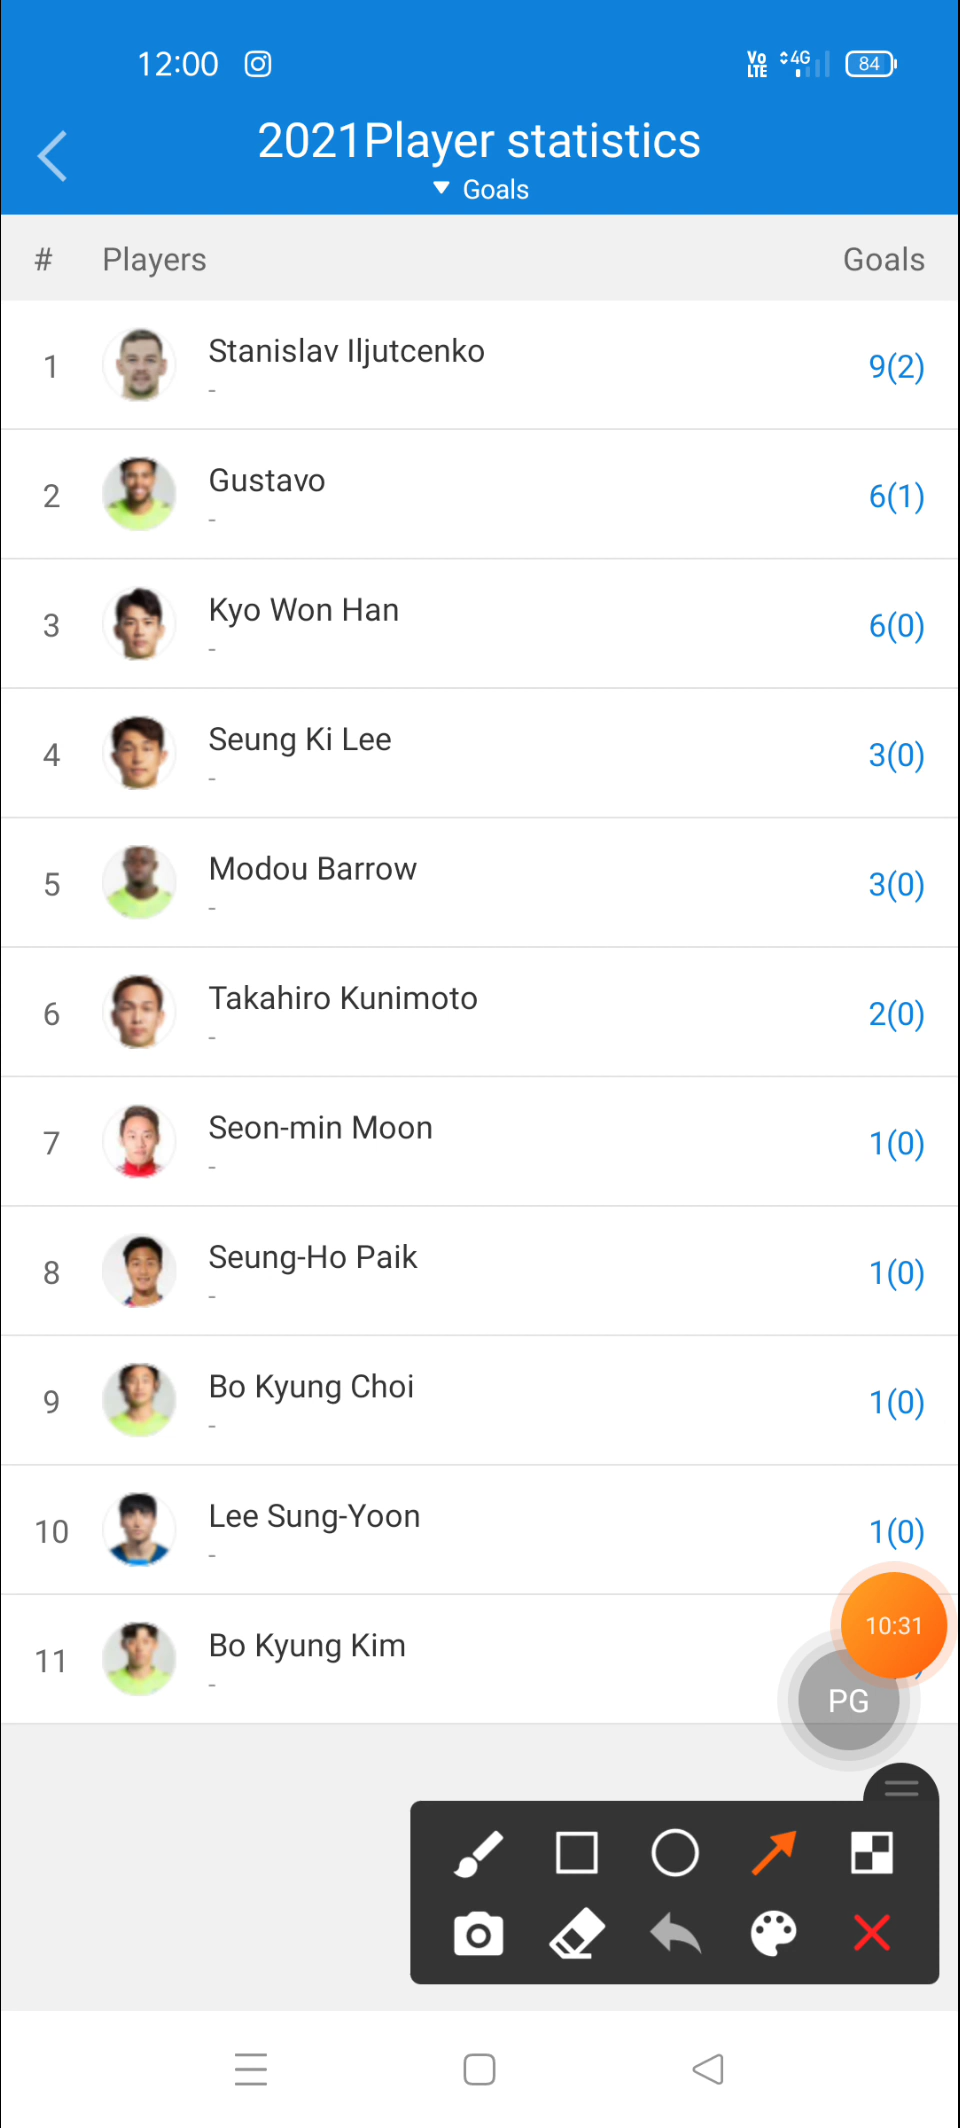 12:00
Vo LTE 4G 84
2021Player statistics
▼ Goals
# Players Goals
1 Stanislav Iljutcenko 9(2)
-
2 Gustavo 6(1)
-
3 Kyo Won Han 6(0)
-
4 Seung Ki Lee 3(0)
-
5 Modou Barrow 3(0)
-
6 Takahiro Kunimoto 2(0)
-
7 Seon-min Moon 1(0)
-
8 Seung-Ho Paik 1(0)
-
9 Bo Kyung Choi 1(0)
-
10 Lee Sung-Yoon 1(0)
-
10:31
11 Bo Kyung Kim
-
PG